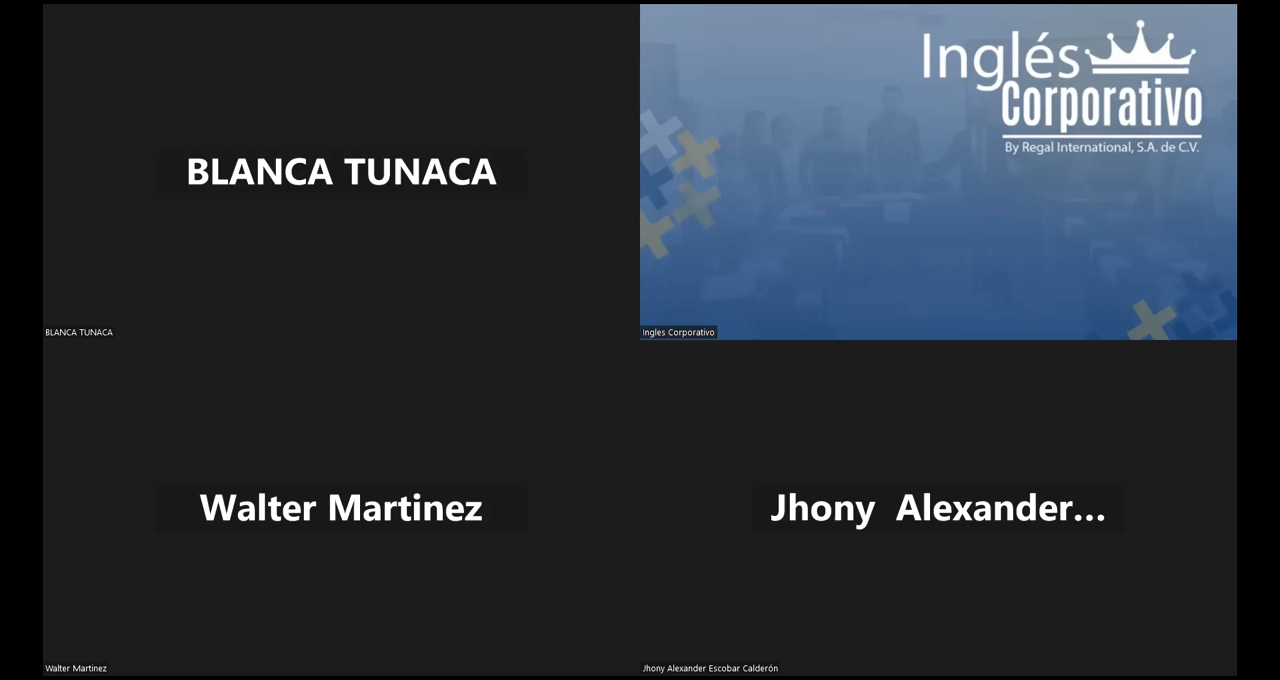 BLANCA TUNACA
BLANCA TUNACA
Inglés
Corporativo
By Regal International, S.A. de C.V.
Ingles Corporativo
Walter Martinez
Walter Martinez
Jhony Alexander...
Jhony Alexander Escobar Calderón